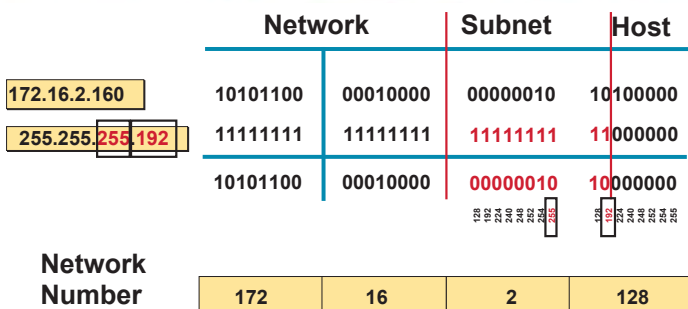 Network Subnet Host
172.16.2.160 10101100 00010000 00000010 10100000
255.255.255.192 11111111 11111111 11111111 11000000
10101100 00010000 00000010 10000000
128 192 224 240 248 252 254 255 128 192 224 240 248 252 254 255
Network
Number 172 16 2 128